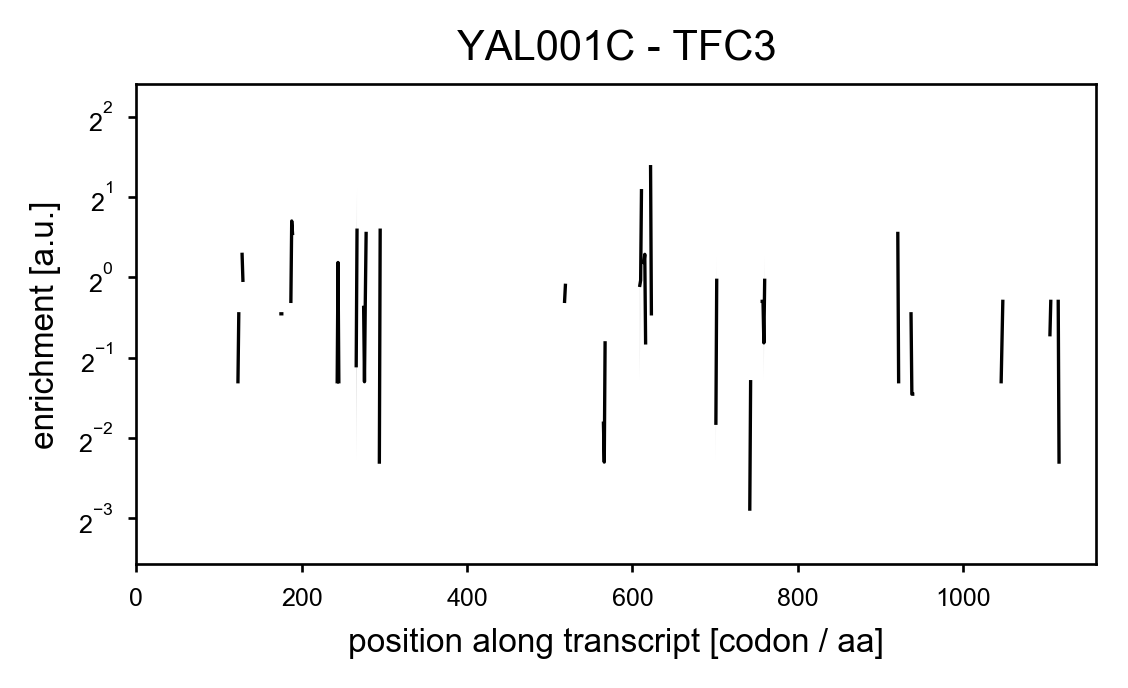 YAL001C - TFC3
enrichment [a.u.]
2^2
2^1
2^0
2^−1
2^−2
2^−3
0 200 400 600 800 1000
position along transcript [codon / aa]